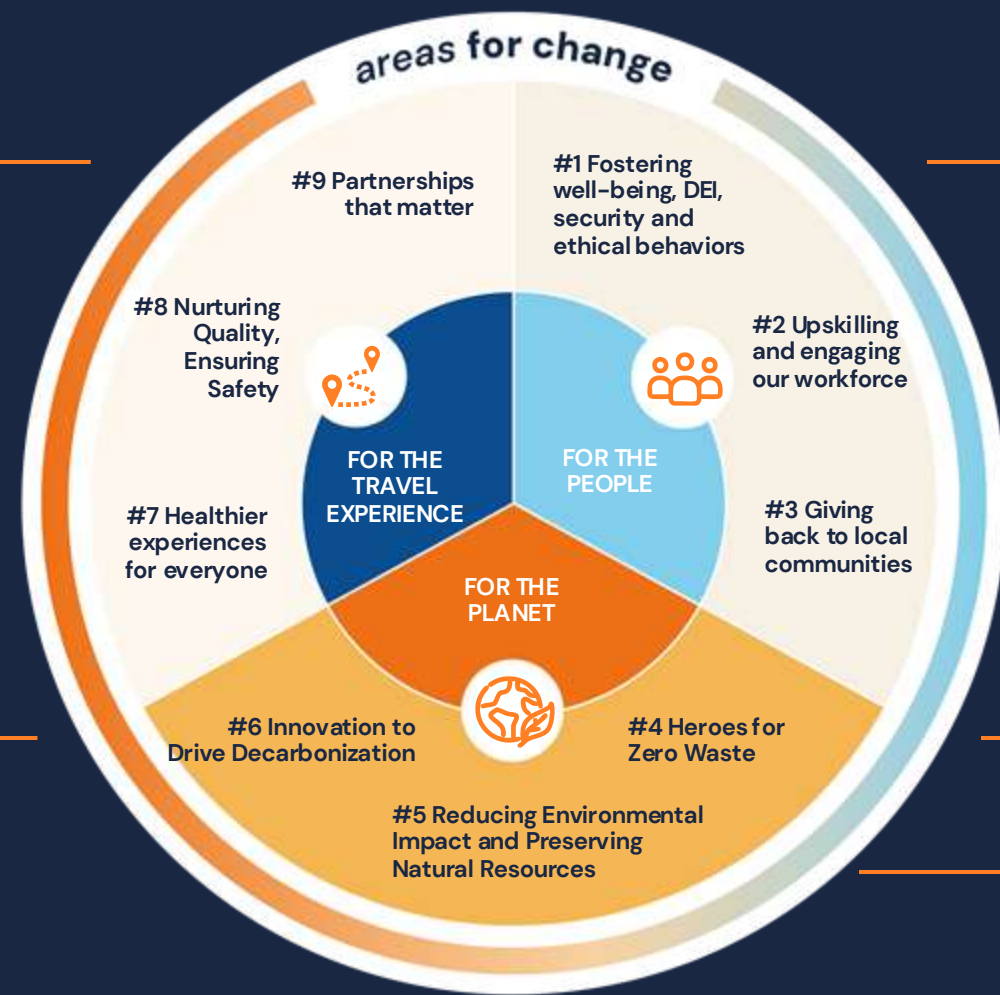 areas for change
#1 Fostering
well-being, DEI,
security and
ethical behaviors
#2 Upskilling
and engaging
our workforce
#3 Giving
back to local
communities
#4 Heroes for
Zero Waste
#5 Reducing Environmental
Impact and Preserving
Natural Resources
#6 Innovation to
Drive Decarbonization
#7 Healthier
experiences
for everyone
#8 Nurturing
Quality,
Ensuring
Safety
#9 Partnerships
that matter
FOR THE
TRAVEL
EXPERIENCE
FOR THE
PEOPLE
FOR THE
PLANET